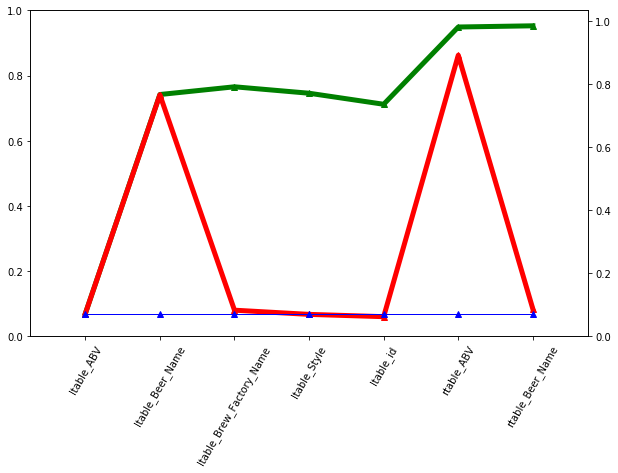 1.0
0.8
0.6
0.4
0.2
0.0
1.0
0.8
0.6
0.4
0.2
0.0
ltable_ABV
ltable_Beer_Name
ltable_Brew_Factory_Name
ltable_Style
ltable_id
rtable_ABV
rtable_Beer_Name